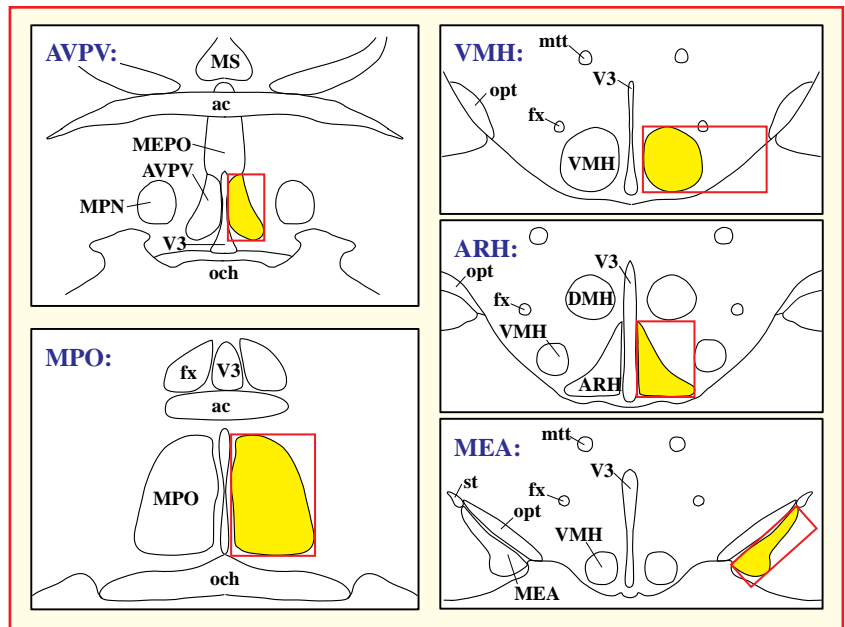 AVPV:
MS
ac
MEPO
AVPV
MPN
V3
och
MPO:
fx
V3
ac
MPO
och
VMH:
mtt
V3
opt
fx
VMH
ARH:
V3
opt
DMH
fx
VMH
ARH
MEA:
mtt
V3
st
fx
opt
VMH
MEA